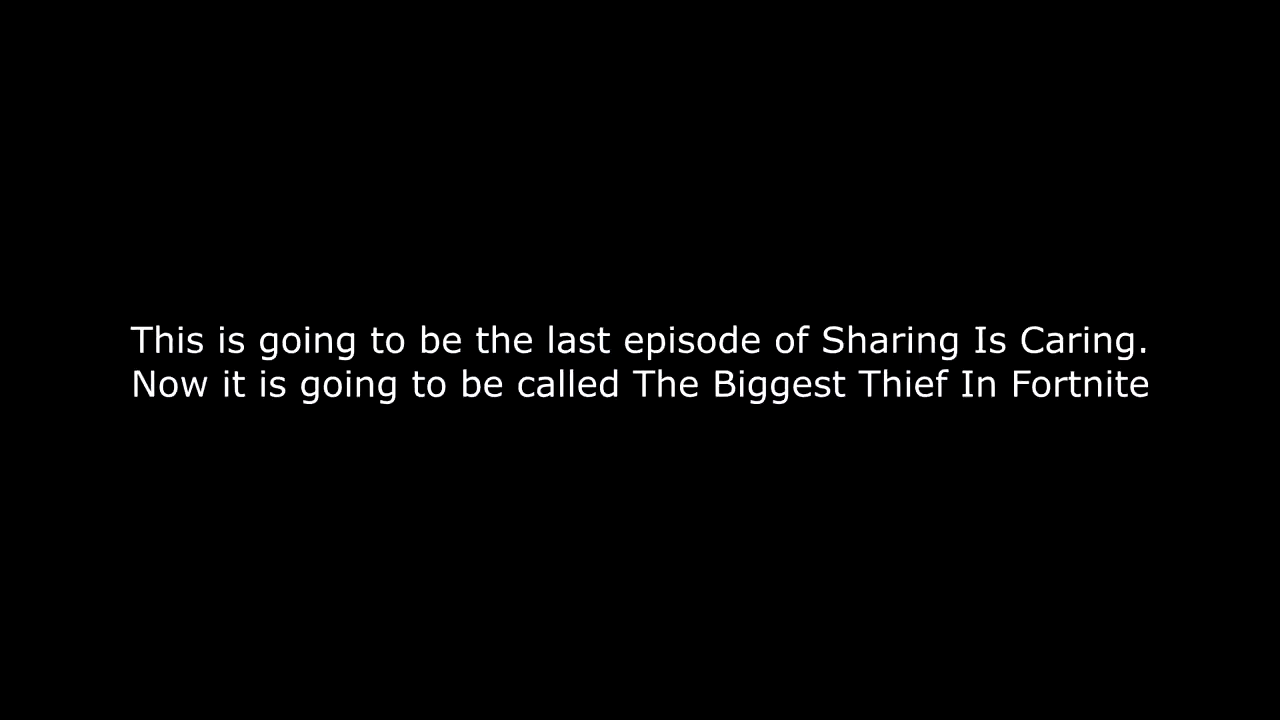 This is going to be the last episode of Sharing Is Caring.
Now it is going to be called The Biggest Thief In Fortnite